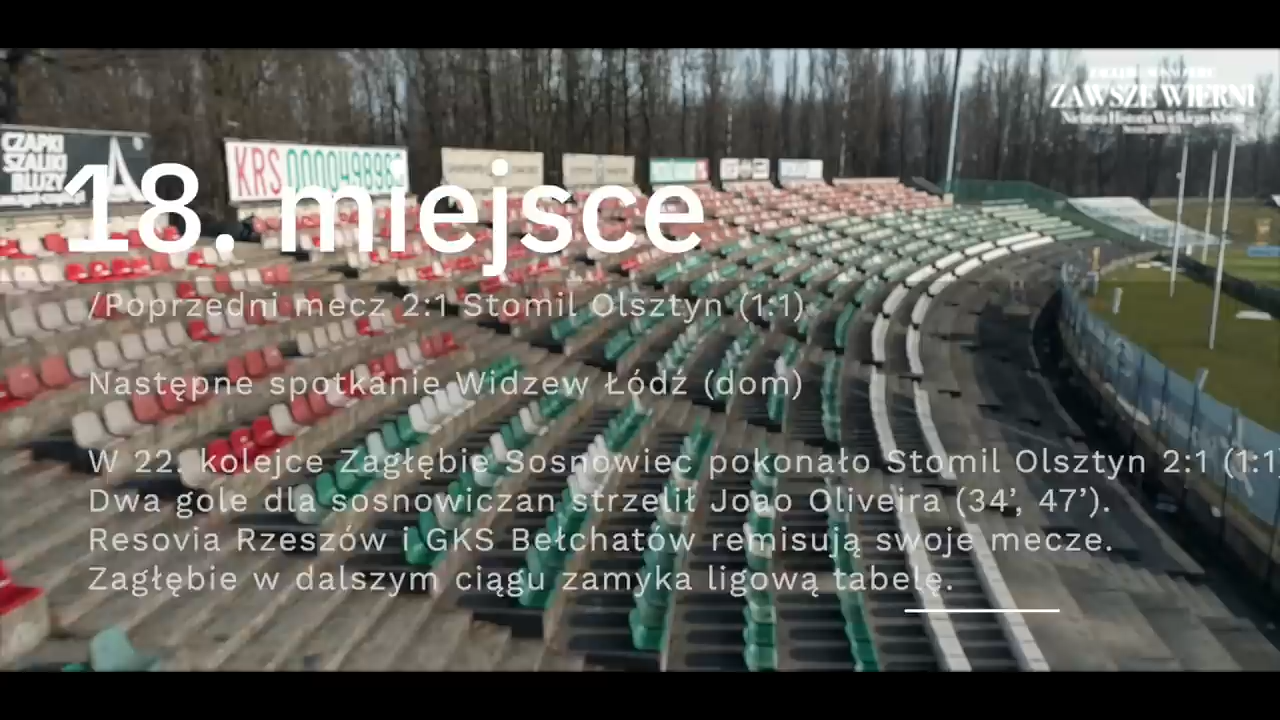 ZAWSZE WIERNI
CZAPKI
SZALIKI
BLUZY
KRS 0000498963
18. miejsce
/Poprzedni mecz 2:1 Stomil Olsztyn (1:1)
Następne spotkanie Widzew Łódź (dom)
W 22. kolejce Zagłębie Sosnowiec pokonało Stomil Olsztyn 2:1 (1:1
Dwa gole dla sosnowiczan strzelił Joao Oliveira (34’, 47’).
Resovia Rzeszów i GKS Bełchatów remisują swoje mecze.
Zagłębie w dalszym ciągu zamyka ligową tabelę.